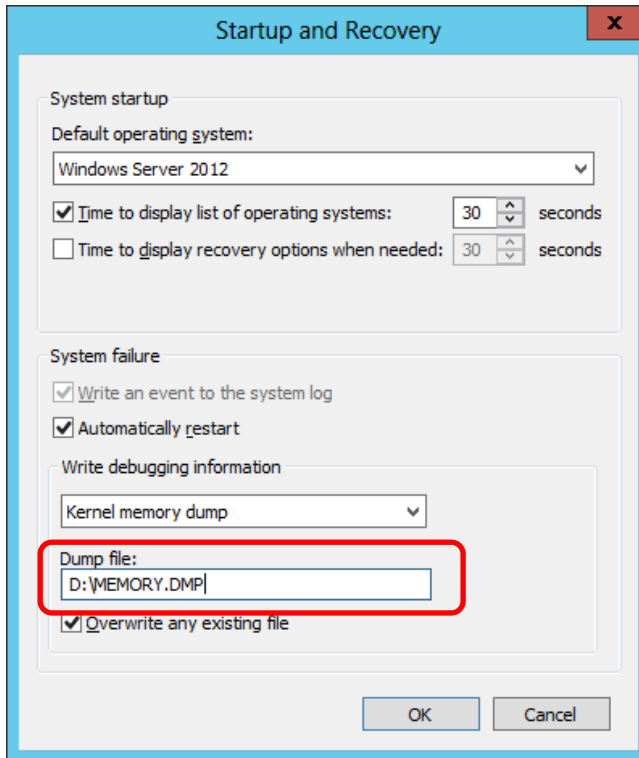 Startup and Recovery
x
System startup
Default operating system:
Windows Server 2012
Time to display list of operating systems: 30 seconds
Time to display recovery options when needed: 30 seconds
System failure
Write an event to the system log
Automatically restart
Write debugging information
Kernel memory dump
Dump file:
D:\MEMORY.DMP
Overwrite any existing file
OK Cancel